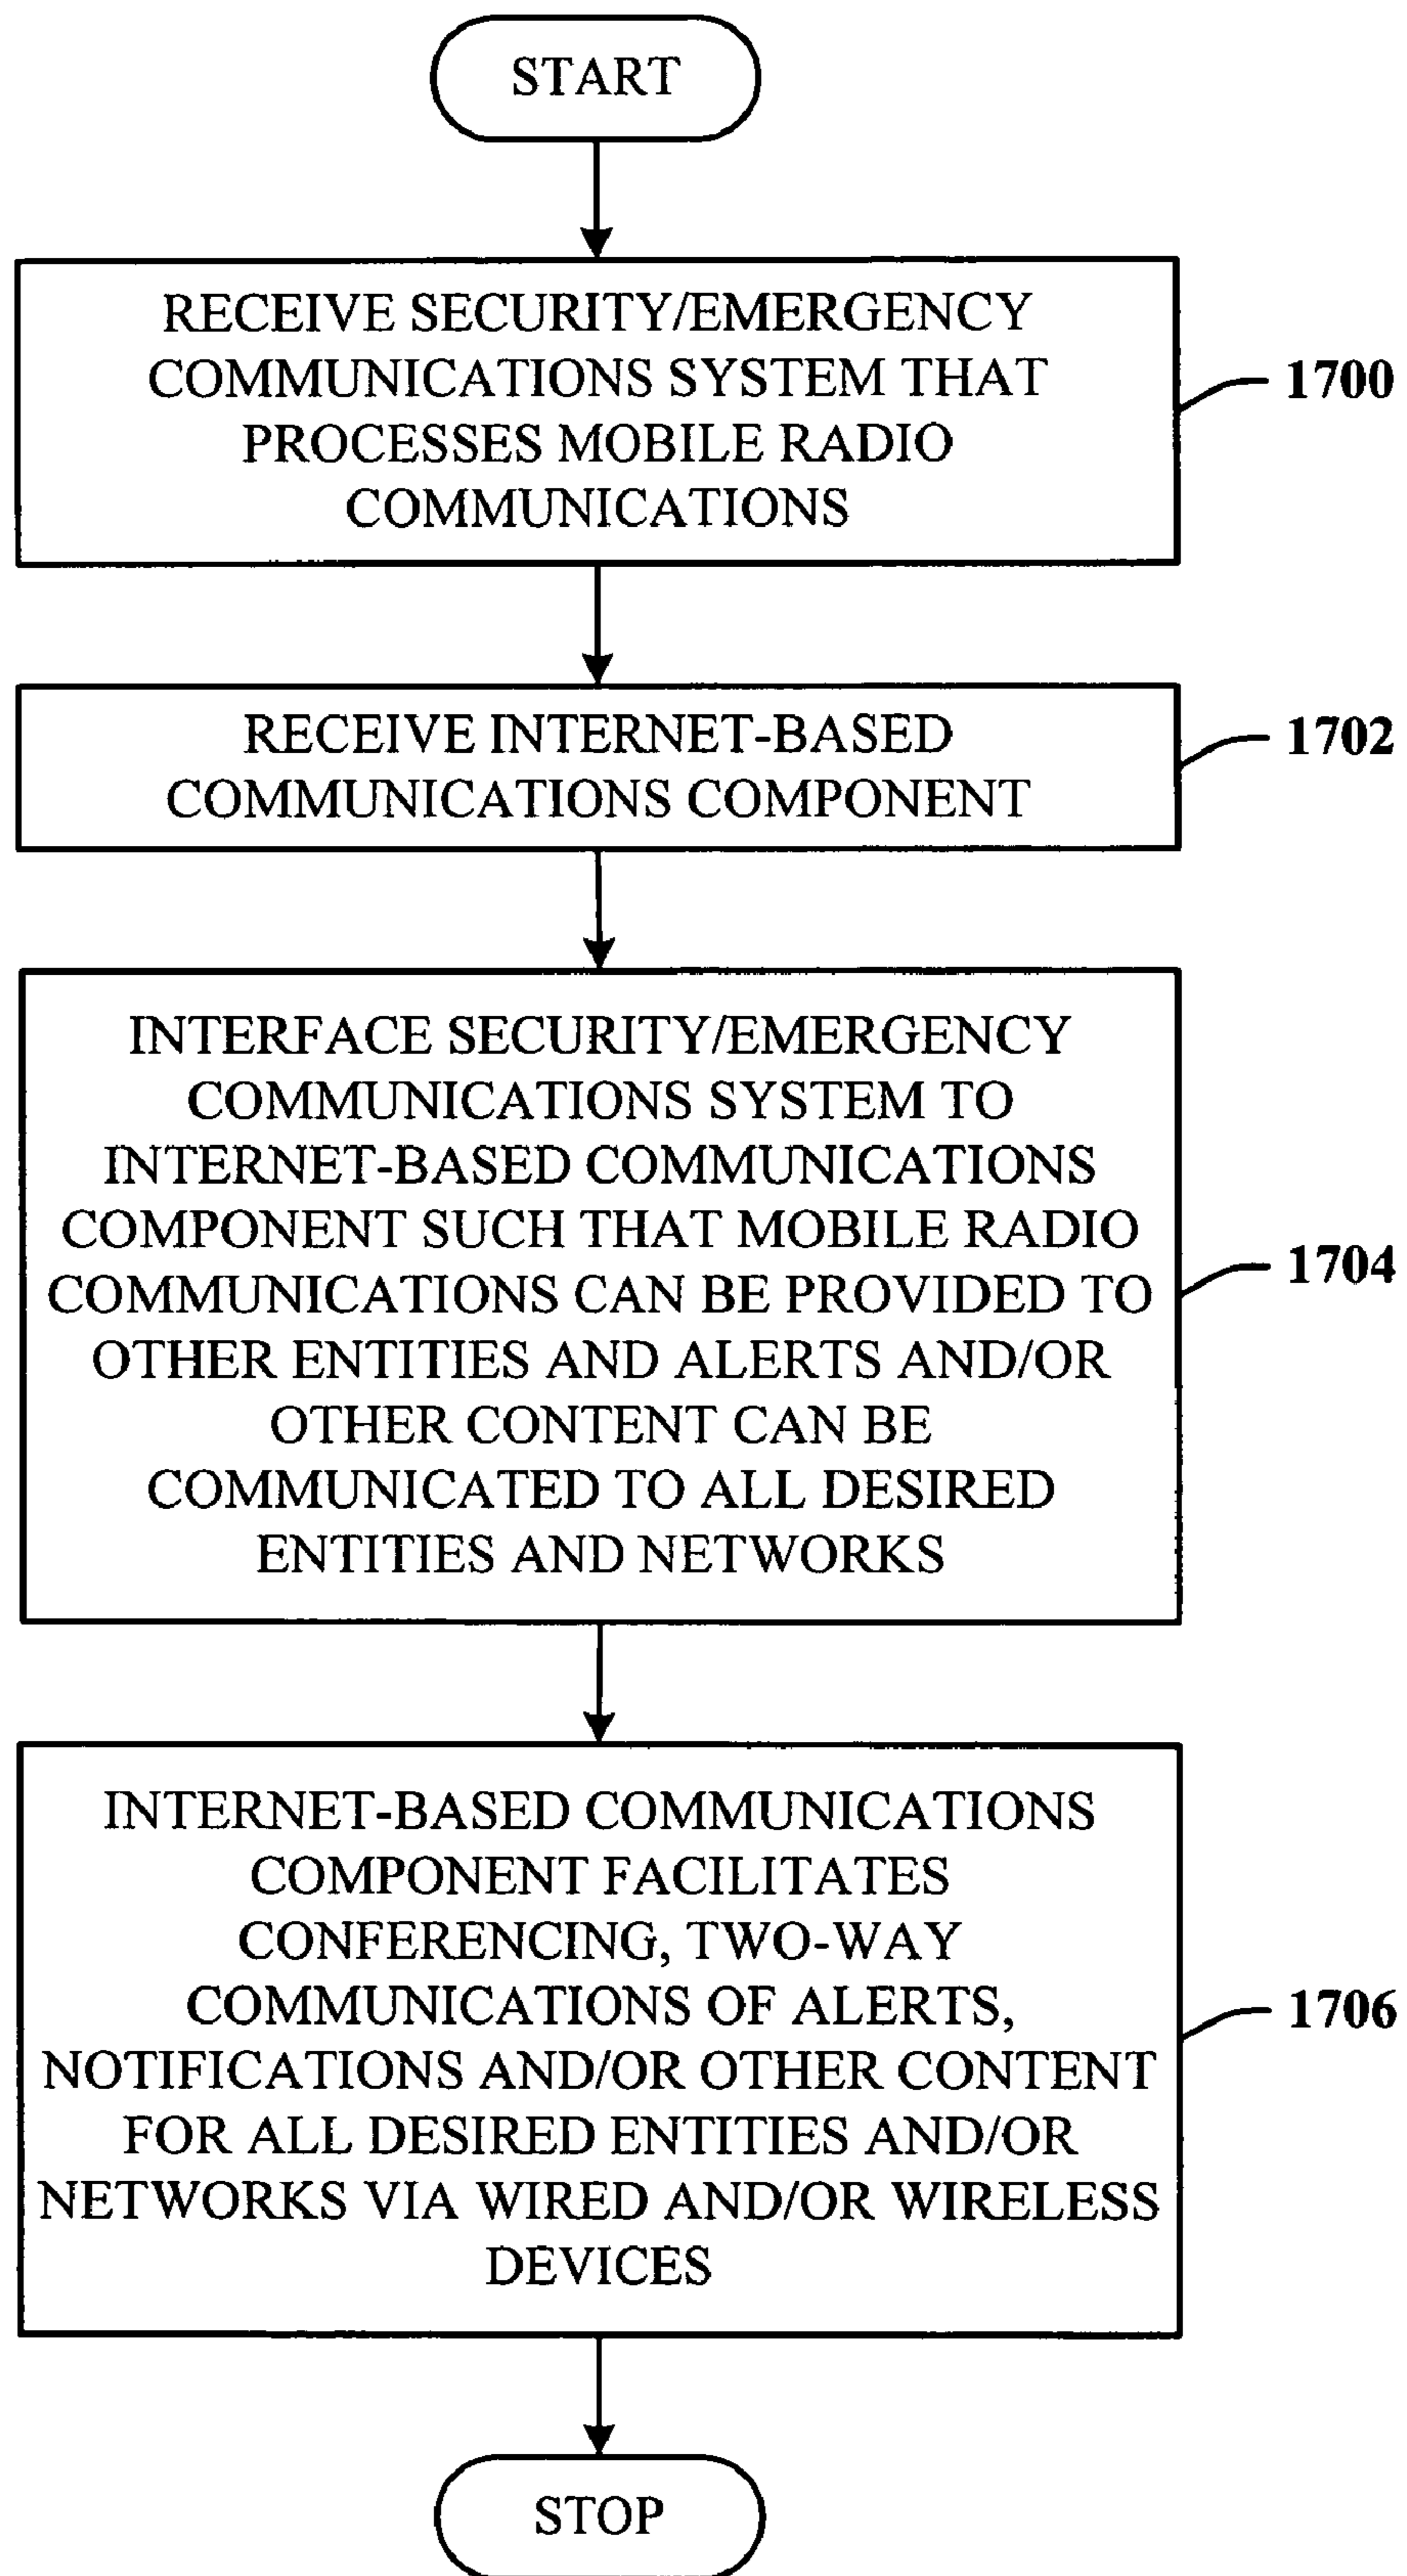 START
RECEIVE SECURITY/EMERGENCY
COMMUNICATIONS SYSTEM THAT
PROCESSES MOBILE RADIO
COMMUNICATIONS
1700
RECEIVE INTERNET-BASED
COMMUNICATIONS COMPONENT
1702
INTERFACE SECURITY/EMERGENCY
COMMUNICATIONS SYSTEM TO
INTERNET-BASED COMMUNICATIONS
COMPONENT SUCH THAT MOBILE RADIO
COMMUNICATIONS CAN BE PROVIDED TO
OTHER ENTITIES AND ALERTS AND/OR
OTHER CONTENT CAN BE
COMMUNICATED TO ALL DESIRED
ENTITIES AND NETWORKS
1704
INTERNET-BASED COMMUNICATIONS
COMPONENT FACILITATES
CONFERENCING, TWO-WAY
COMMUNICATIONS OF ALERTS,
NOTIFICATIONS AND/OR OTHER CONTENT
FOR ALL DESIRED ENTITIES AND/OR
NETWORKS VIA WIRED AND/OR WIRELESS
DEVICES
1706
STOP